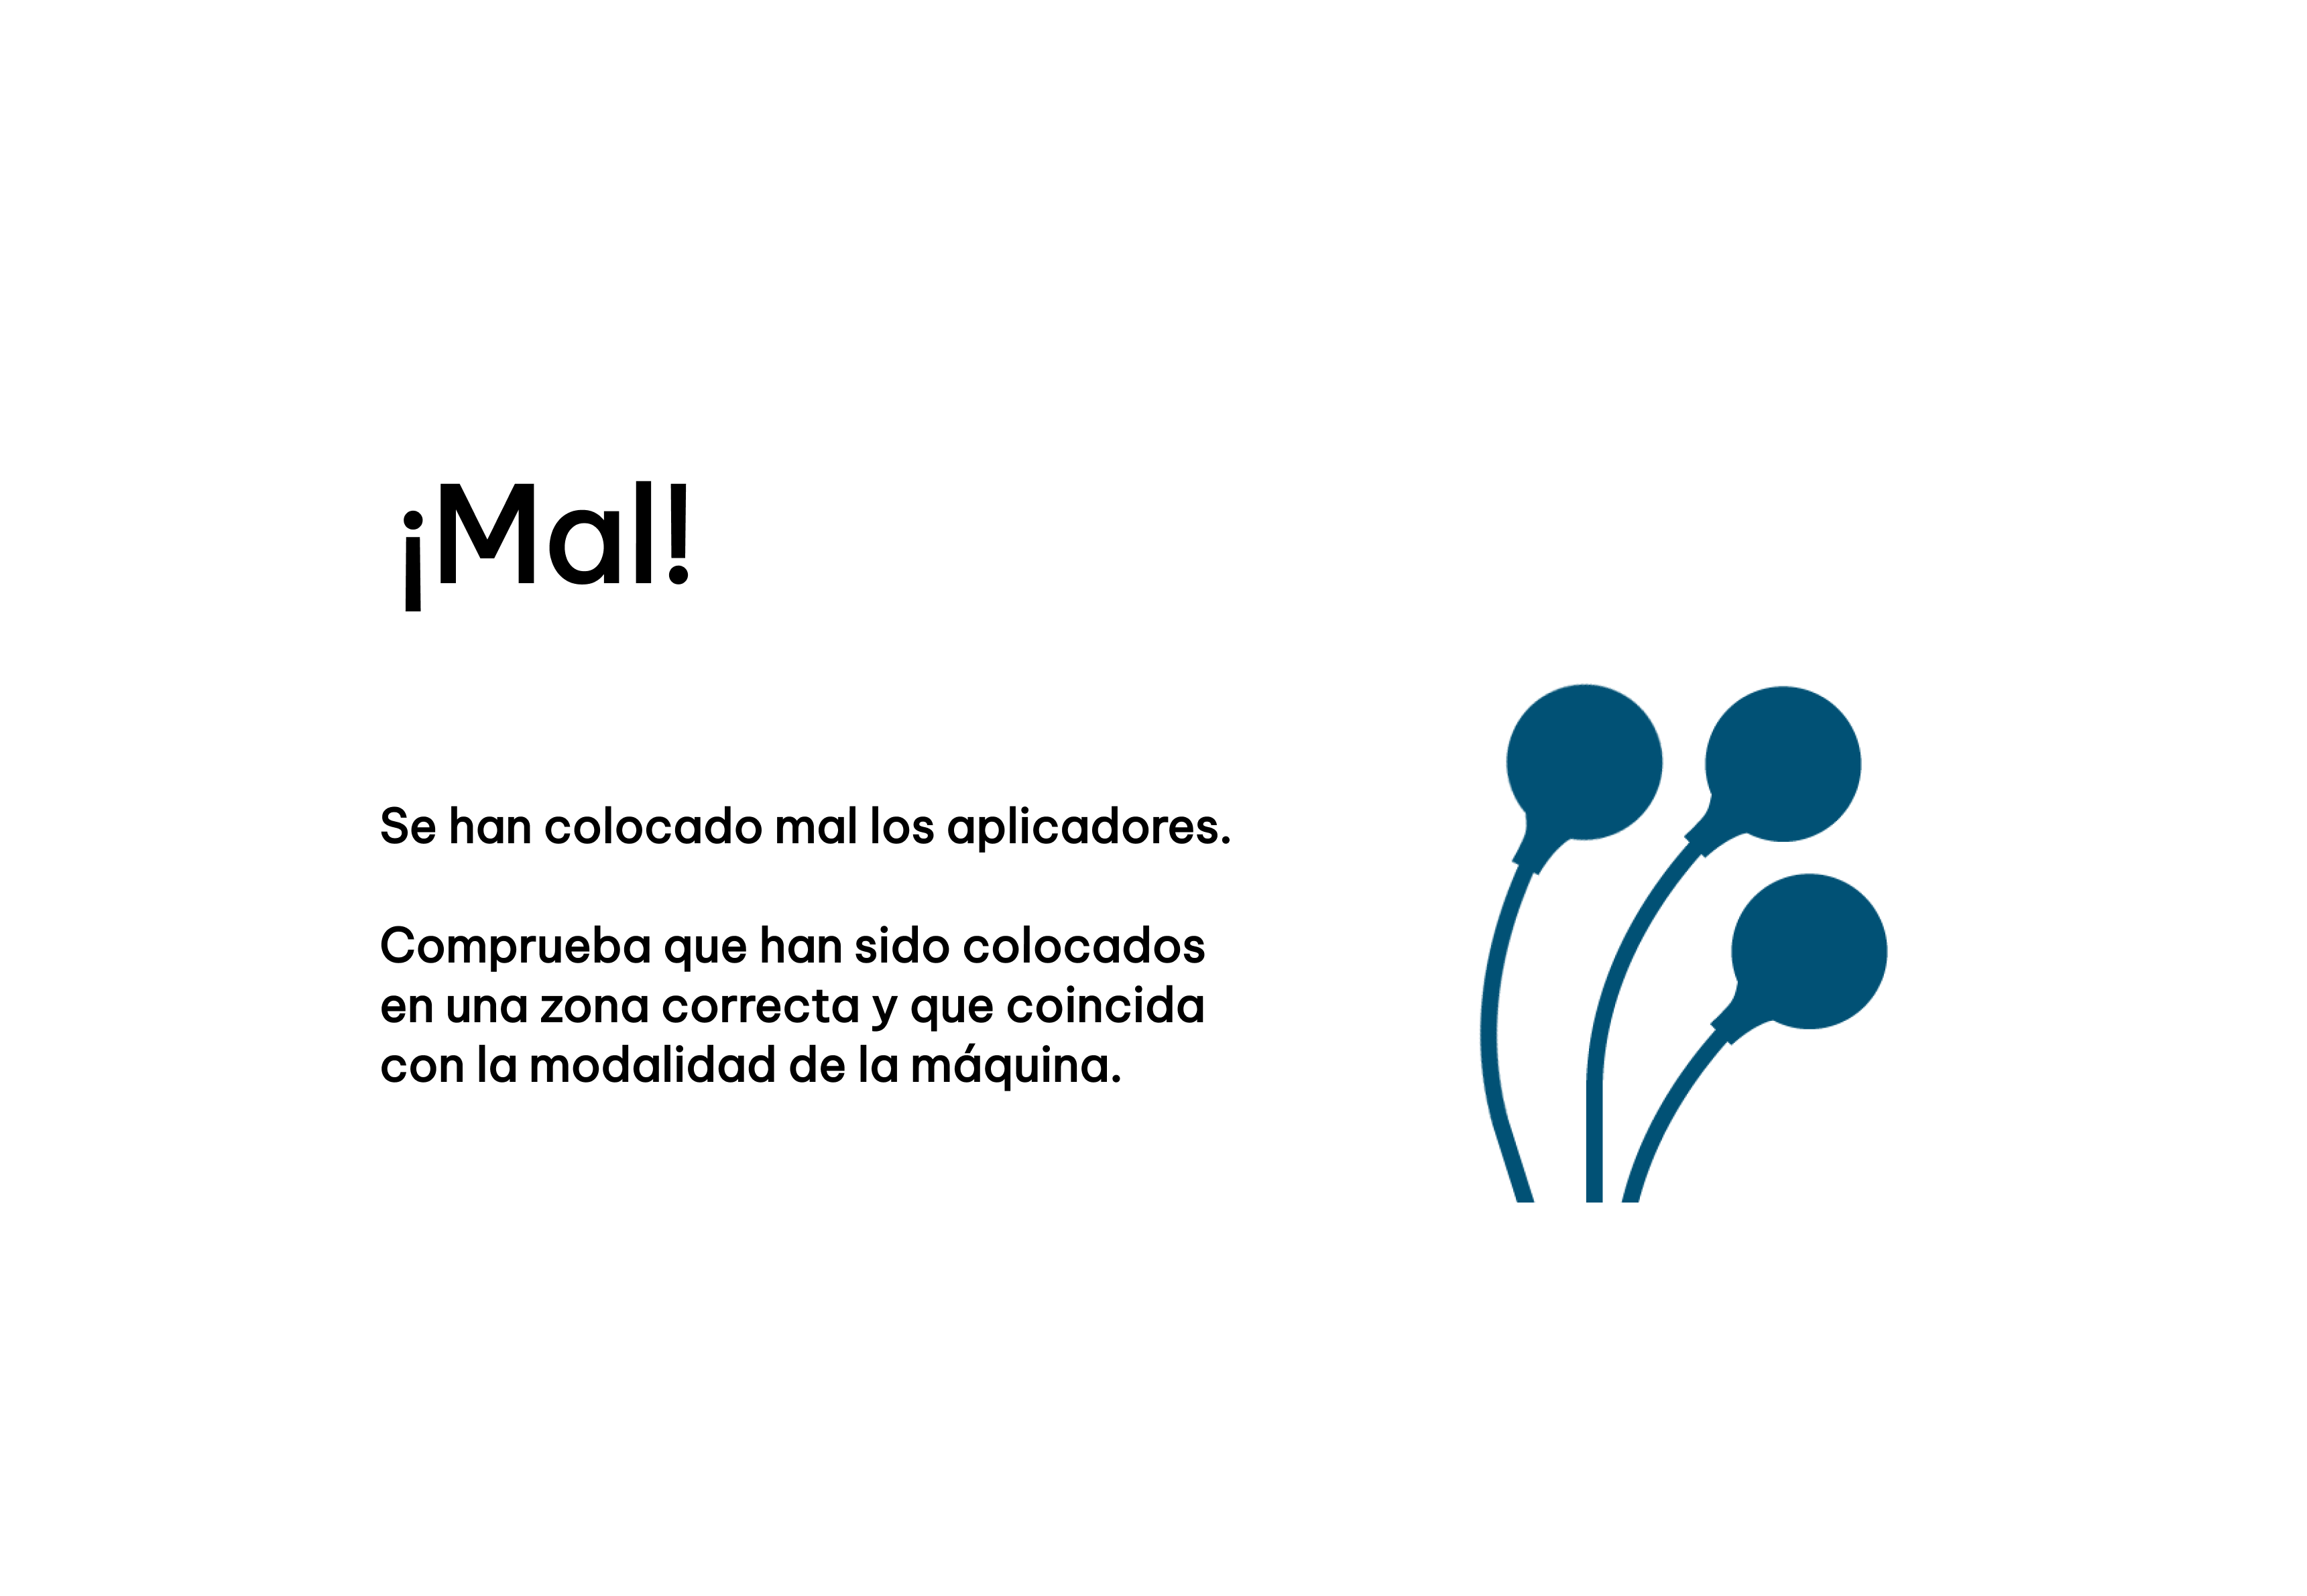 ¡Mal!
Se han colocado mal los aplicadores.
Comprueba que han sido colocados
en una zona correcta y que coincida
con la modalidad de la máquina.